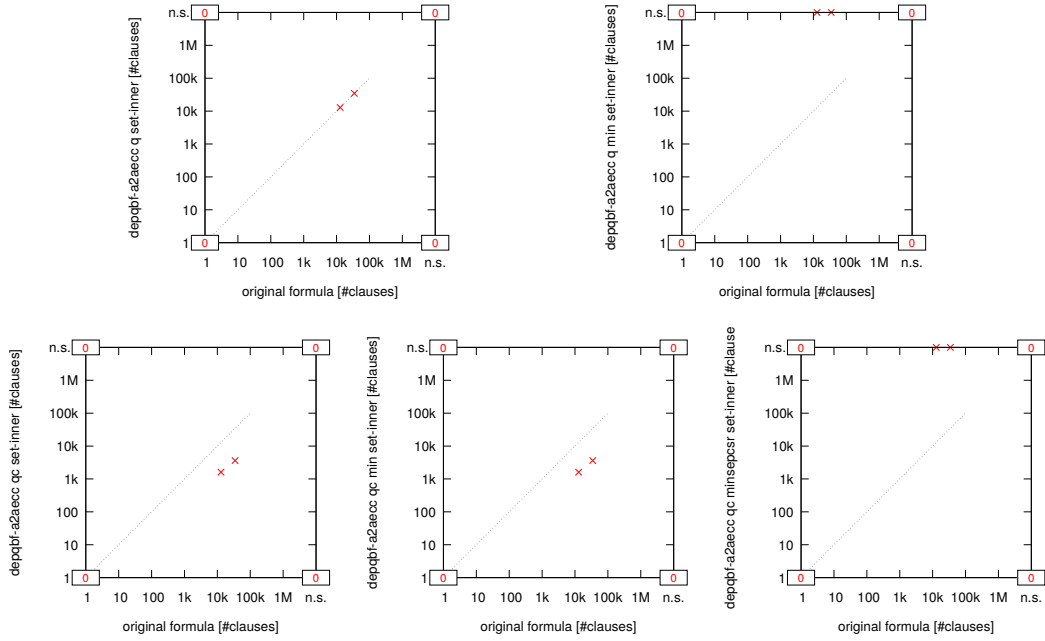 depqbf-a2aecc q set-inner [#clauses]
n.s.
1M
100k
10k
1k
100
10
1
0 0
0 0
1 10 100 1k 10k 100k 1M n.s.
original formula [#clauses]
depqbf-a2aecc q min set-inner [#clauses]
n.s.
1M
100k
10k
1k
100
10
1
0 0
0 0
1 10 100 1k 10k 100k 1M n.s.
original formula [#clauses]
depqbf-a2aecc qc set-inner [#clauses]
n.s.
1M
100k
10k
1k
100
10
1
0 0
0 0
1 10 100 1k 10k 100k 1M n.s.
original formula [#clauses]
depqbf-a2aecc qc min set-inner [#clauses]
n.s.
1M
100k
10k
1k
100
10
1
0 0
0 0
1 10 100 1k 10k 100k 1M n.s.
original formula [#clauses]
depqbf-a2aecc qc minsepcsr set-inner [#clause
n.s.
1M
100k
10k
1k
100
10
1
0 0
0 0
1 10 100 1k 10k 100k 1M n.s.
original formula [#clauses]